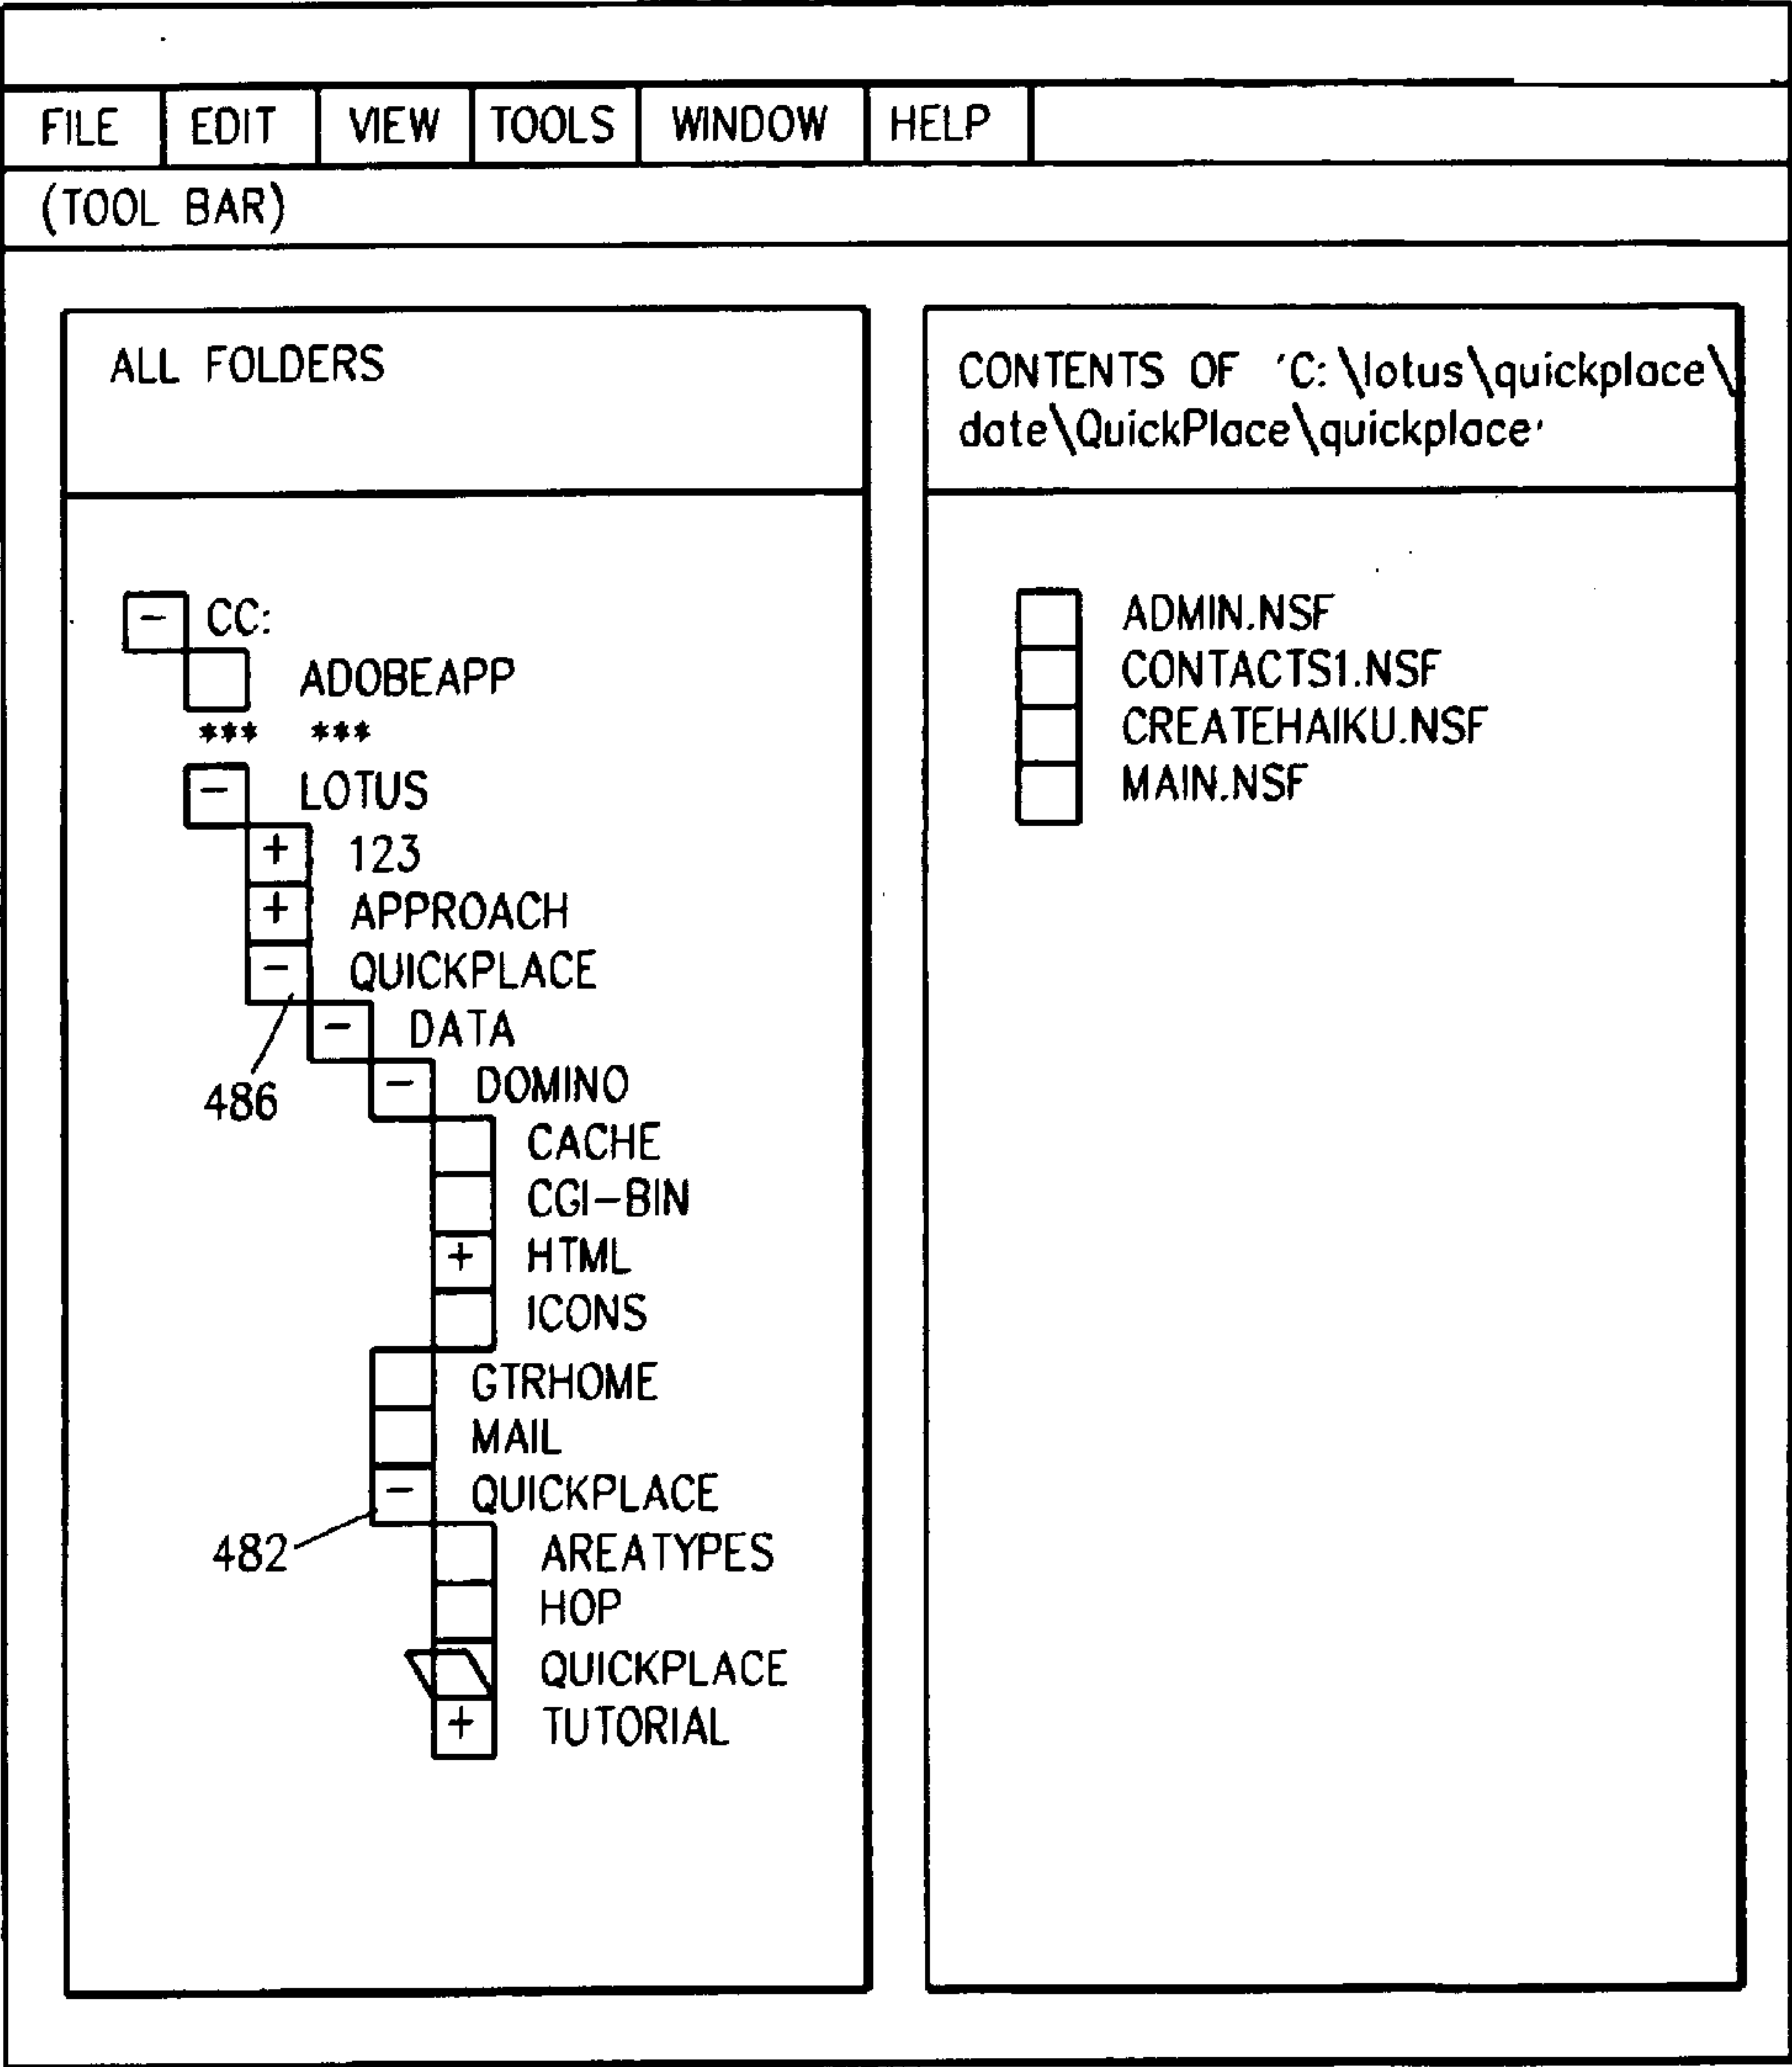 FILE EDIT VIEW TOOLS WINDOW HELP
(TOOL BAR)
ALL FOLDERS
- CC:
ADOBEAPP
*** ***
- LOTUS
+ 123
+ APPROACH
- QUICKPLACE
486
- DATA
- DOMINO
CACHE
CGI-BIN
+ HTML
ICONS
GTRHOME
MAIL
- QUICKPLACE
482
AREATYPES
HOP
QUICKPLACE
+ TUTORIAL
CONTENTS OF 'C:\lotus\quickplace\
date\QuickPlace\quickplace'
ADMIN.NSF
CONTACTS1.NSF
CREATEHAIKU.NSF
MAIN.NSF